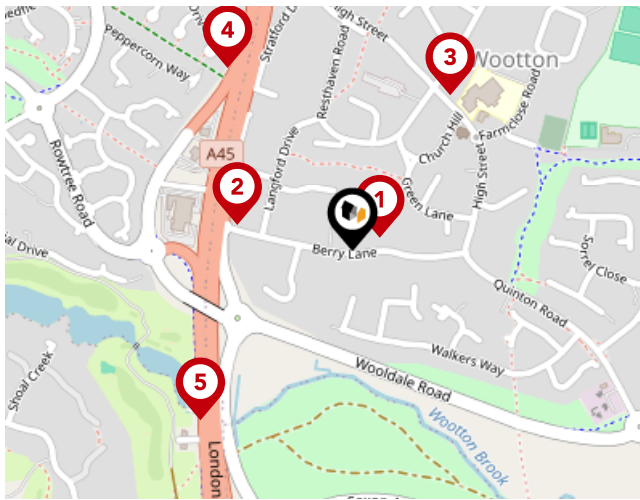 High Street
Stratford L
Peppercorn Way
4
3
Wootton
Resthaven Road
Farmclose Road
Church Hill
A45
Rowtree Road
Langford Drive
2
1
Green Lane
High Street
Berry Lane
ial Drive
Sorrel Close
Quinton Road
Walkers Way
Wooldale Road
Shoal Creek
5
Wootton Brook
London